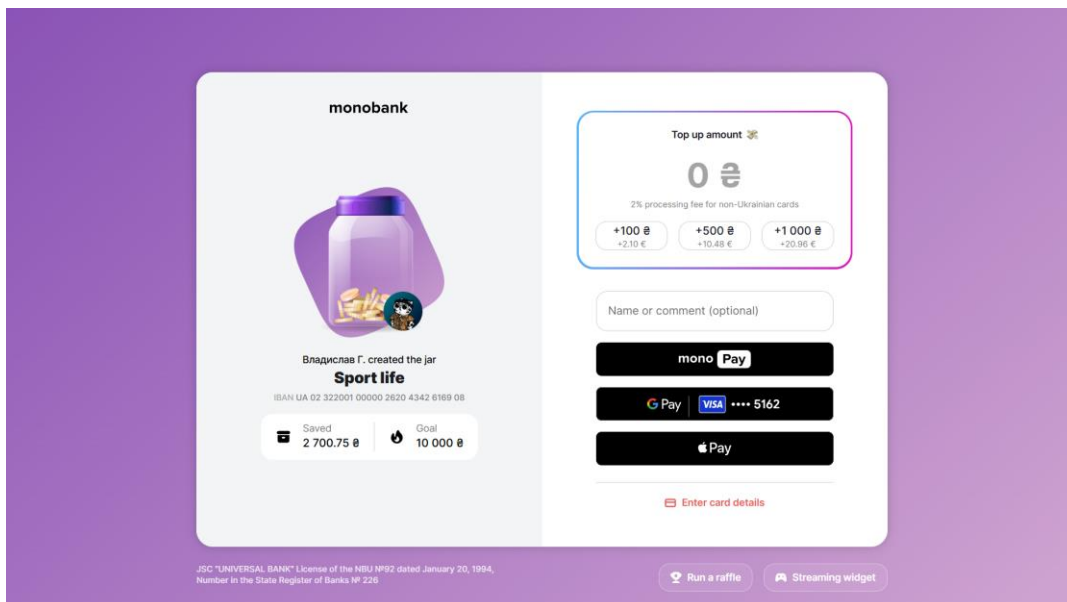 monobank
Владислав Г. created the jar
Sport life
IBAN UA 02 322001 00000 2620 4342 6169 08
Saved
2 700.75 ₴
Goal
10 000 ₴
Top up amount
0 ₴
2% processing fee for non-Ukrainian cards
+100 ₴
+2.10 €
+500 ₴
+10.48 €
+1 000 ₴
+20.96 €
Name or comment (optional)
mono Pay
G Pay VISA •••• 5162
Pay
Enter card details
JSC "UNIVERSAL BANK" License of the NBU №92 dated January 20, 1994,
Number in the State Register of Banks № 226
Run a raffle
Streaming widget